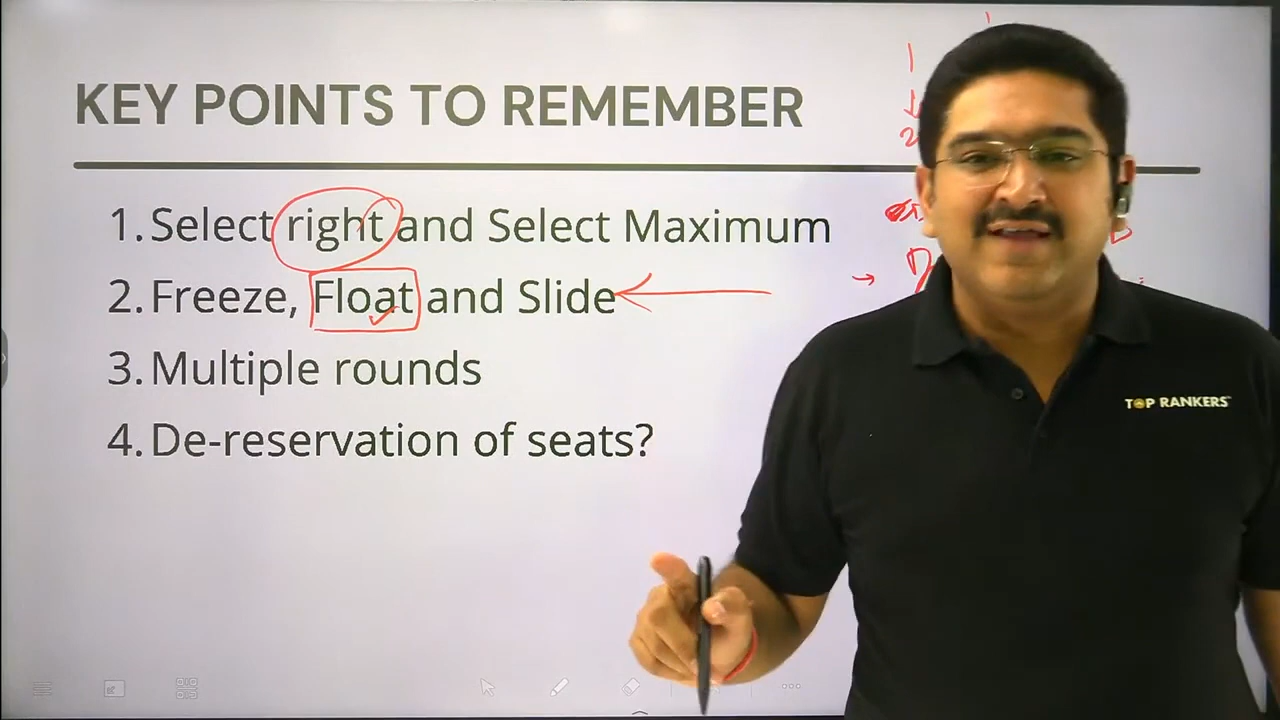 KEY POINTS TO REMEMBER
1. Select right and Select Maximum
2. Freeze, Float and Slide
3. Multiple rounds
4. De-reservation of seats?
TOP RANKERS